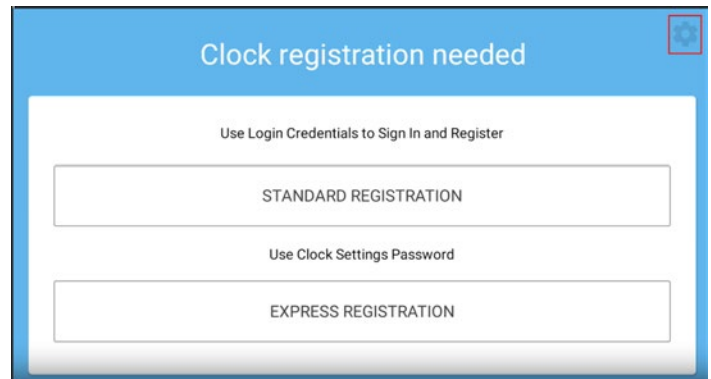 Clock registration needed
Use Login Credentials to Sign In and Register
STANDARD REGISTRATION
Use Clock Settings Password
EXPRESS REGISTRATION